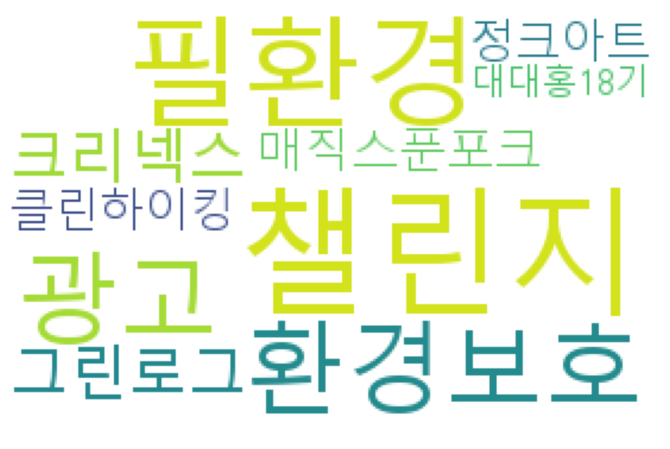 필환경
정크아트
대대홍18기
크리넥스
매직스푼포크
클린하이킹
챌린지
광고
그린로그
환경보호